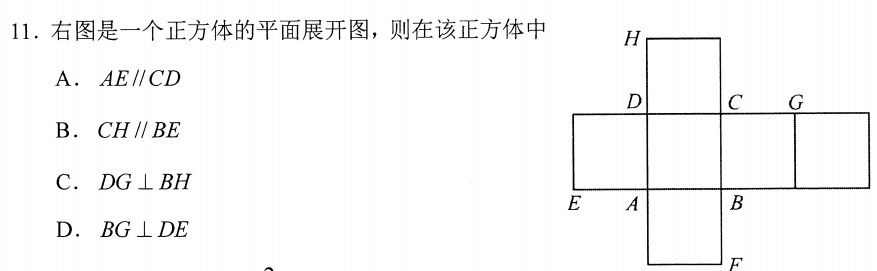 11. 右图是一个正方体的平面展开图，则在该正方体中
A. AE//CD
B. CH//BE
C. DG⊥BH
D. BG⊥DE
H
D C G
E A B
F